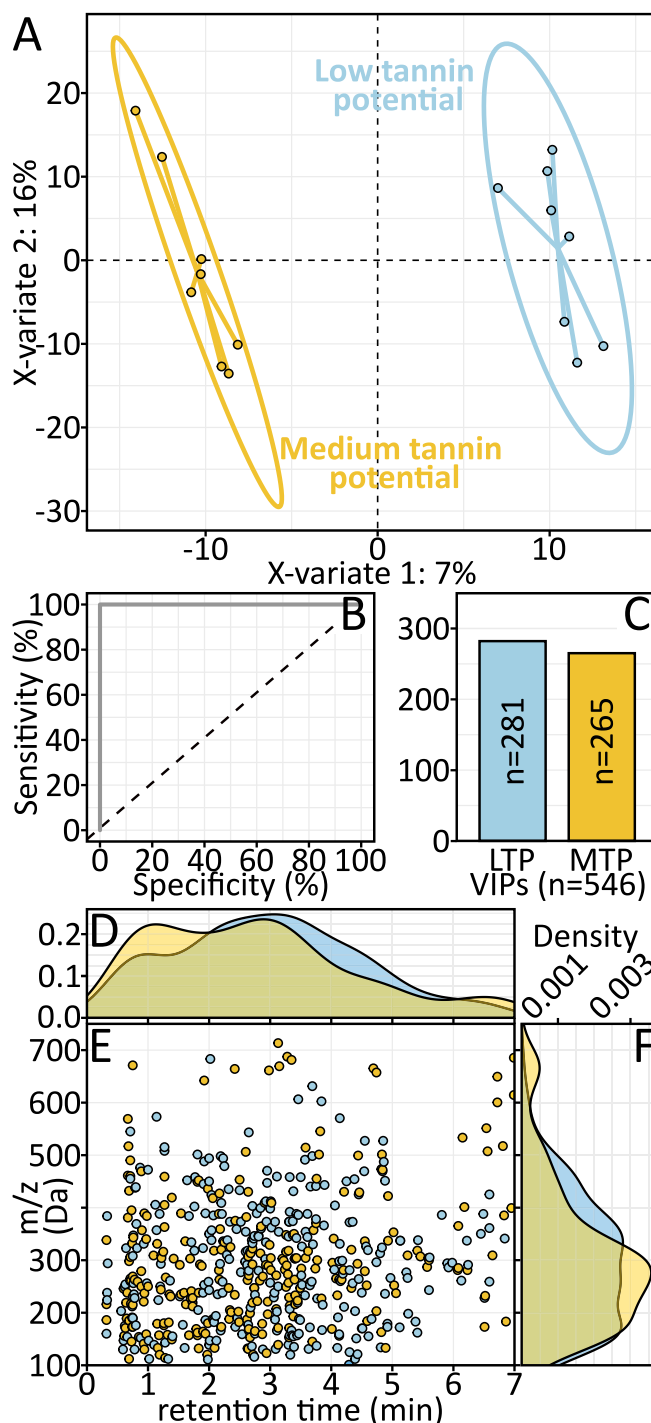 A
Low tannin
potential
X-variate 2: 16%
20
10
0
-10
-20
-30
Medium tannin
potential
-10
0
10
X-variate 1: 7%
B
Sensitivity (%)
100
80
60
40
20
0
0
20
40
60
80
100
Specificity (%)
C
300
200
100
0
n=281
n=265
LTP
MTP
VIPs (n=546)
D
0.2
0.1
0.0
Density
0.001
0.003
E
F
m/z
(Da)
700
600
500
300
200
100
0
1
2
3
4
5
6
7
retention time (min)